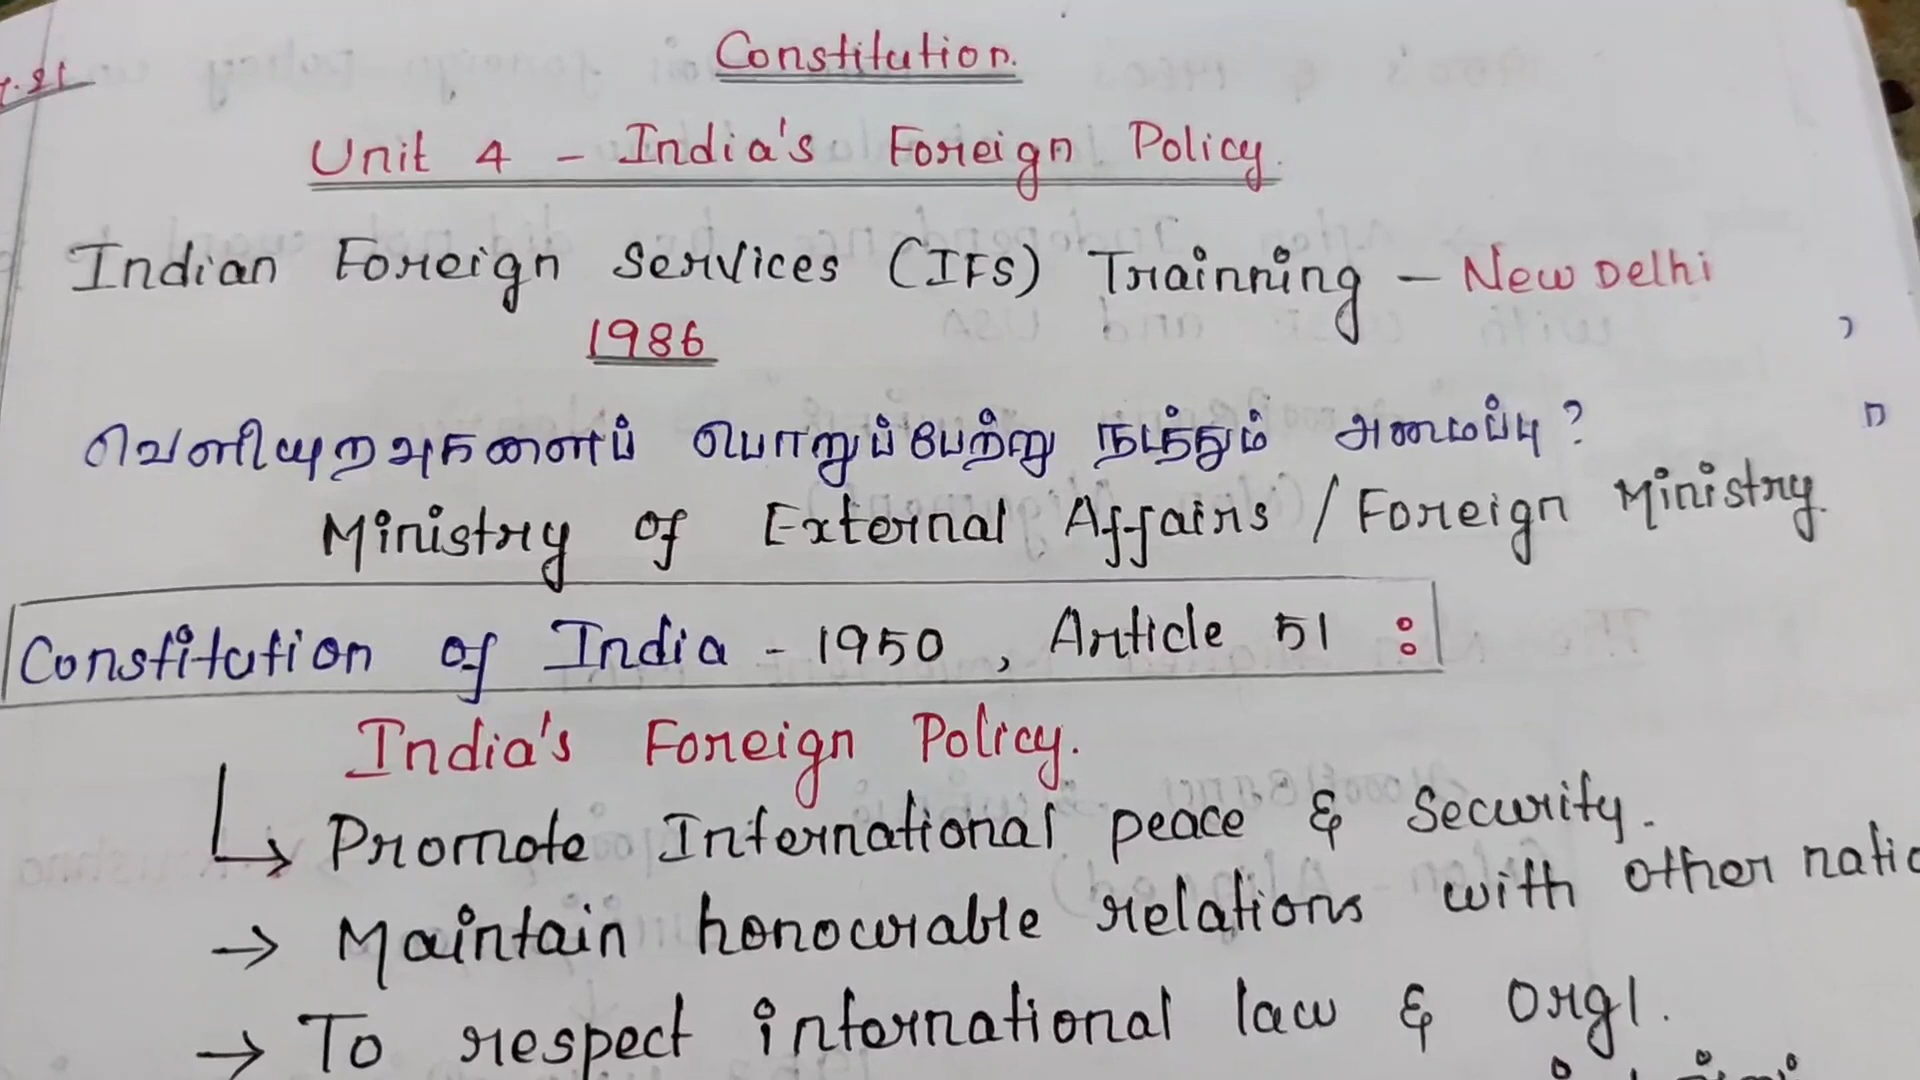 Constitution.
Unit 4 - India's Foreign Policy.
Indian Foreign Services (IFS) Trainning - New Delhi
1986
வெளியுறவுகளைப் பொறுப்பேற்று நடத்தும் அமைப்பு?
Ministry of External Affairs / Foreign Ministry.
Constitution of India - 1950, Article 51 :
India's Foreign Policy.
↳ Promote International peace & Security.
→ Maintain honourable relations with other natio
→ To respect international law & Orgl.